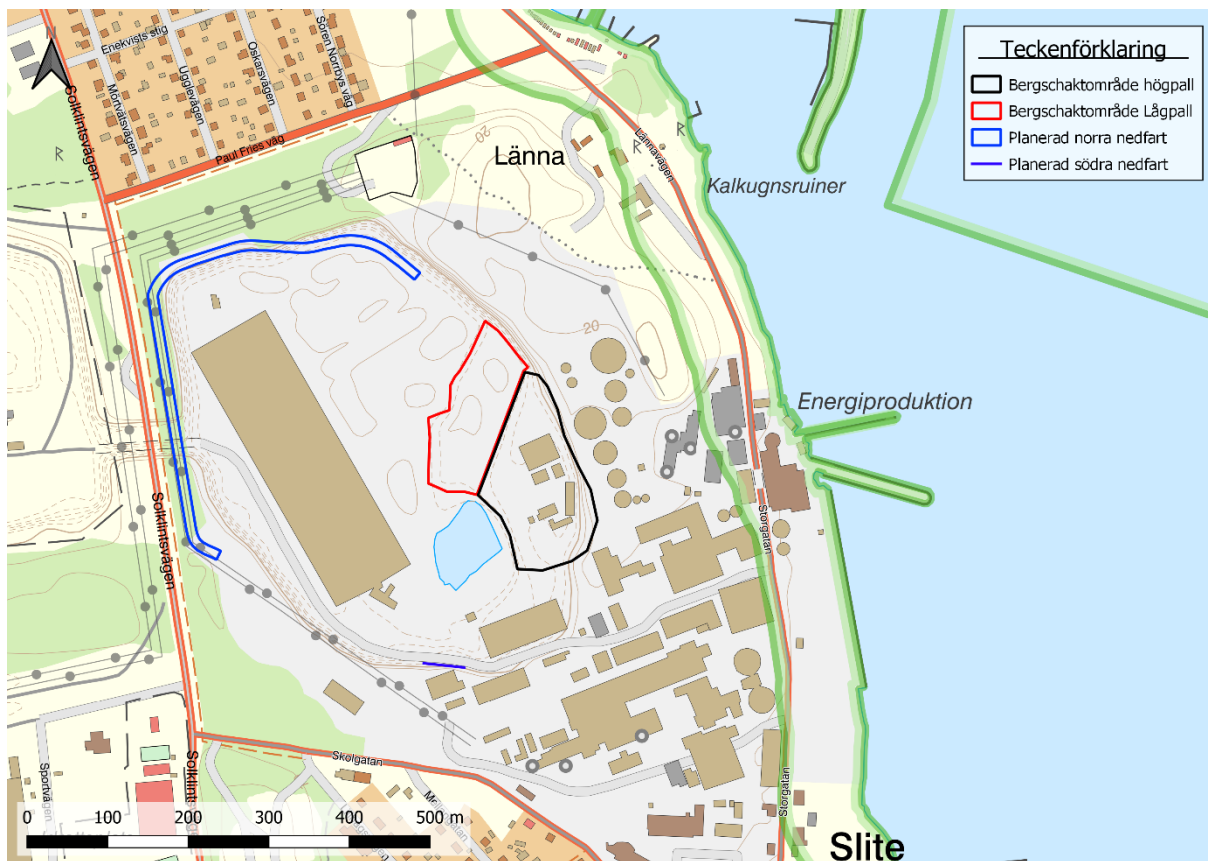 Teckenförklaring
Bergschaktområde högpall
Bergschaktområde Lågpall
Planerad norra nedfart
Planerad södra nedfart
N
Enekvists stig
Mörtvätsvägen
Ugglevägen
Oskarsvägen
Sören Norrbys väg
Solklintsvägen
Paul Fries väg
Länna
20
Lännavägen
R
R
R
Kalkugnsruiner
20
Energiproduktion
Solklintsvägen
Storgatan
Skolgatan
Solklintsvägen
Sportvägen
Storgatan
0 100 200 300 400 500 m
Slite